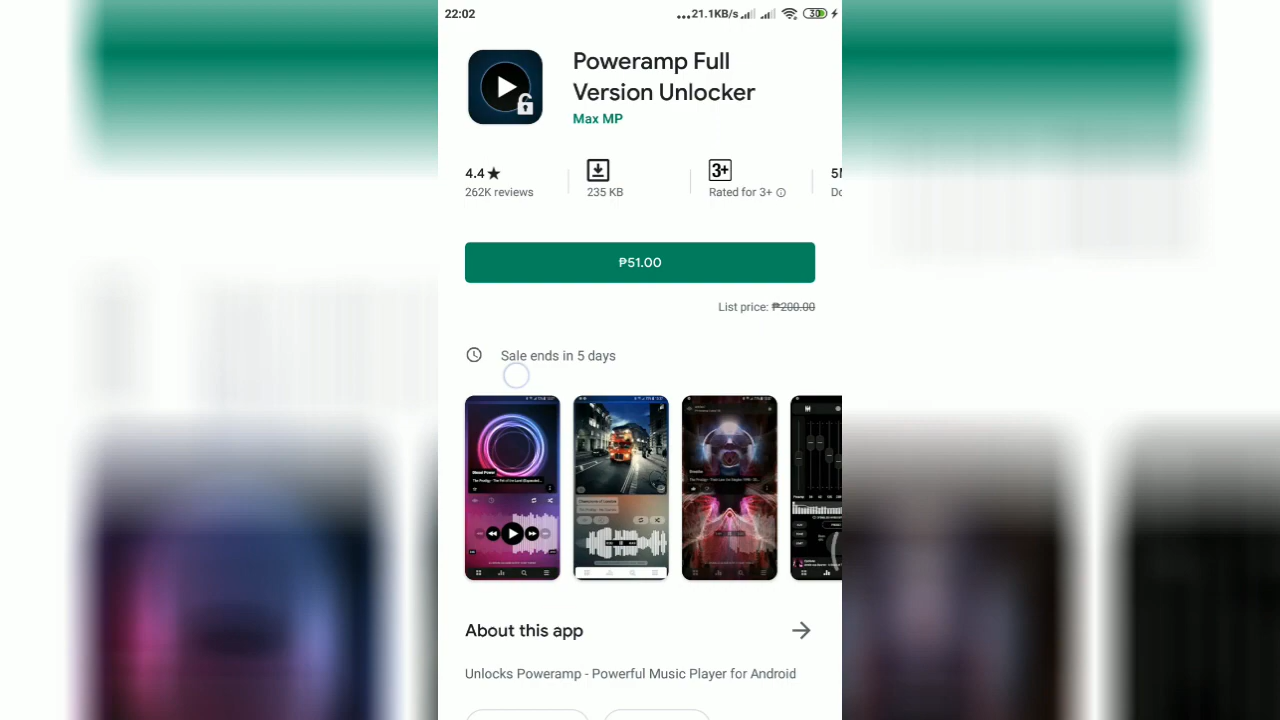 22:02
...21.1KB/s
30
Poweramp Full
Version Unlocker
Max MP
4.4★
262K reviews
235 KB
3+
Rated for 3+
₱51.00
List price: ₱200.00
Sale ends in 5 days
About this app
Unlocks Poweramp - Powerful Music Player for Android